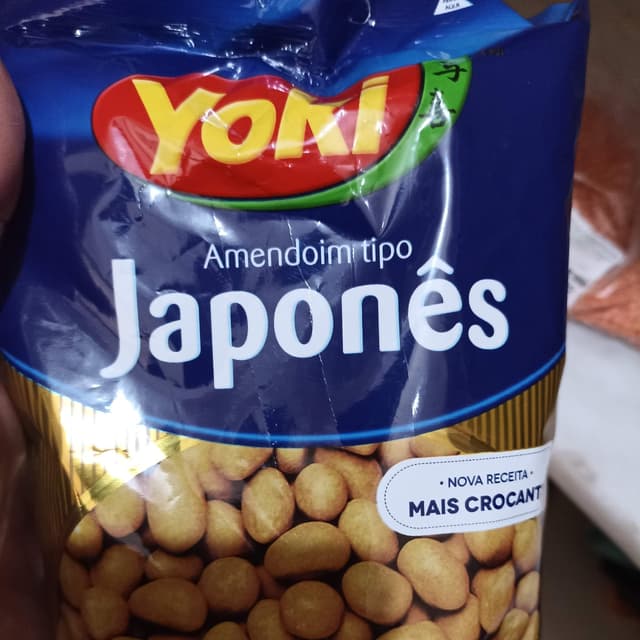 YOKI
Amendoim tipo
Japonês
• NOVA RECEITA •
MAIS CROCANT